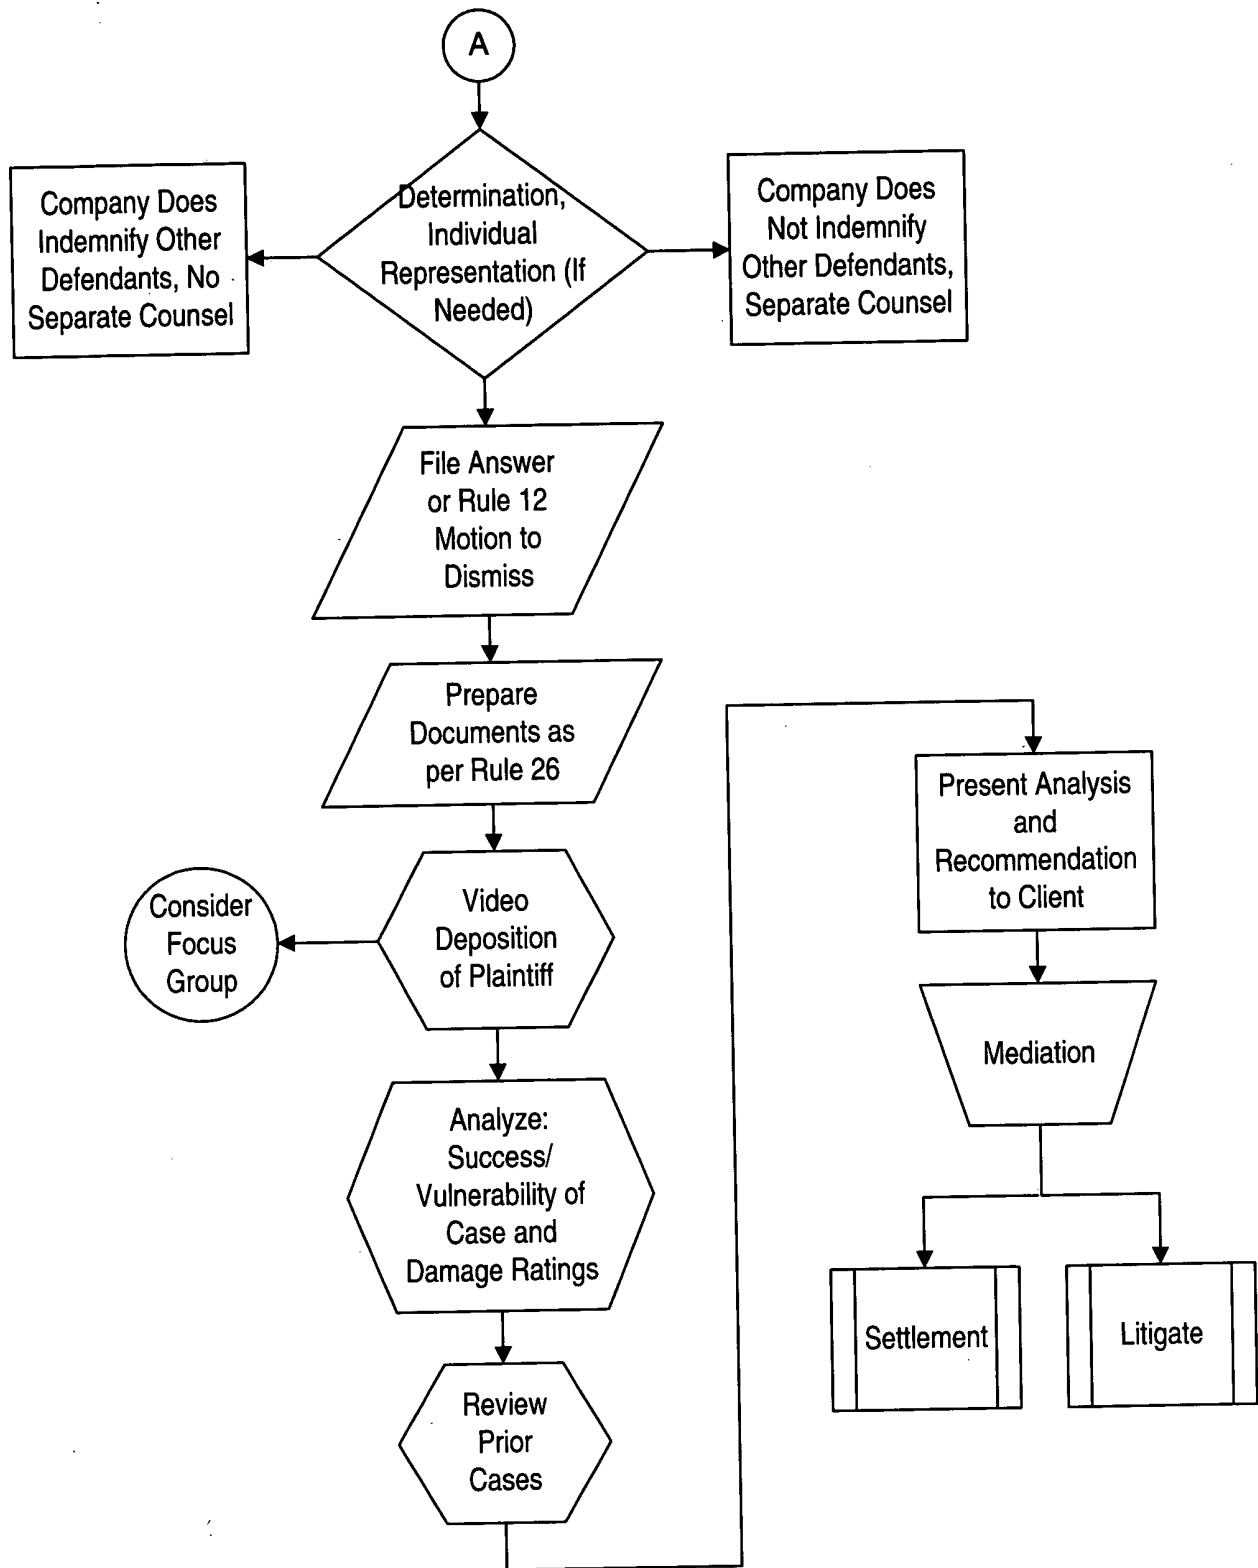 A
Company Does
Indemnify Other
Defendants, No
Separate Counsel
Determination,
Individual
Representation (If
Needed)
Company Does
Not Indemnify
Other Defendants,
Separate Counsel
File Answer
or Rule 12
Motion to
Dismiss
Prepare
Documents as
per Rule 26
Consider
Focus
Group
Video
Deposition
of Plaintiff
Analyze:
Success/
Vulnerability of
Case and
Damage Ratings
Review
Prior
Cases
Present Analysis
and
Recommendation
to Client
Mediation
Settlement
Litigate